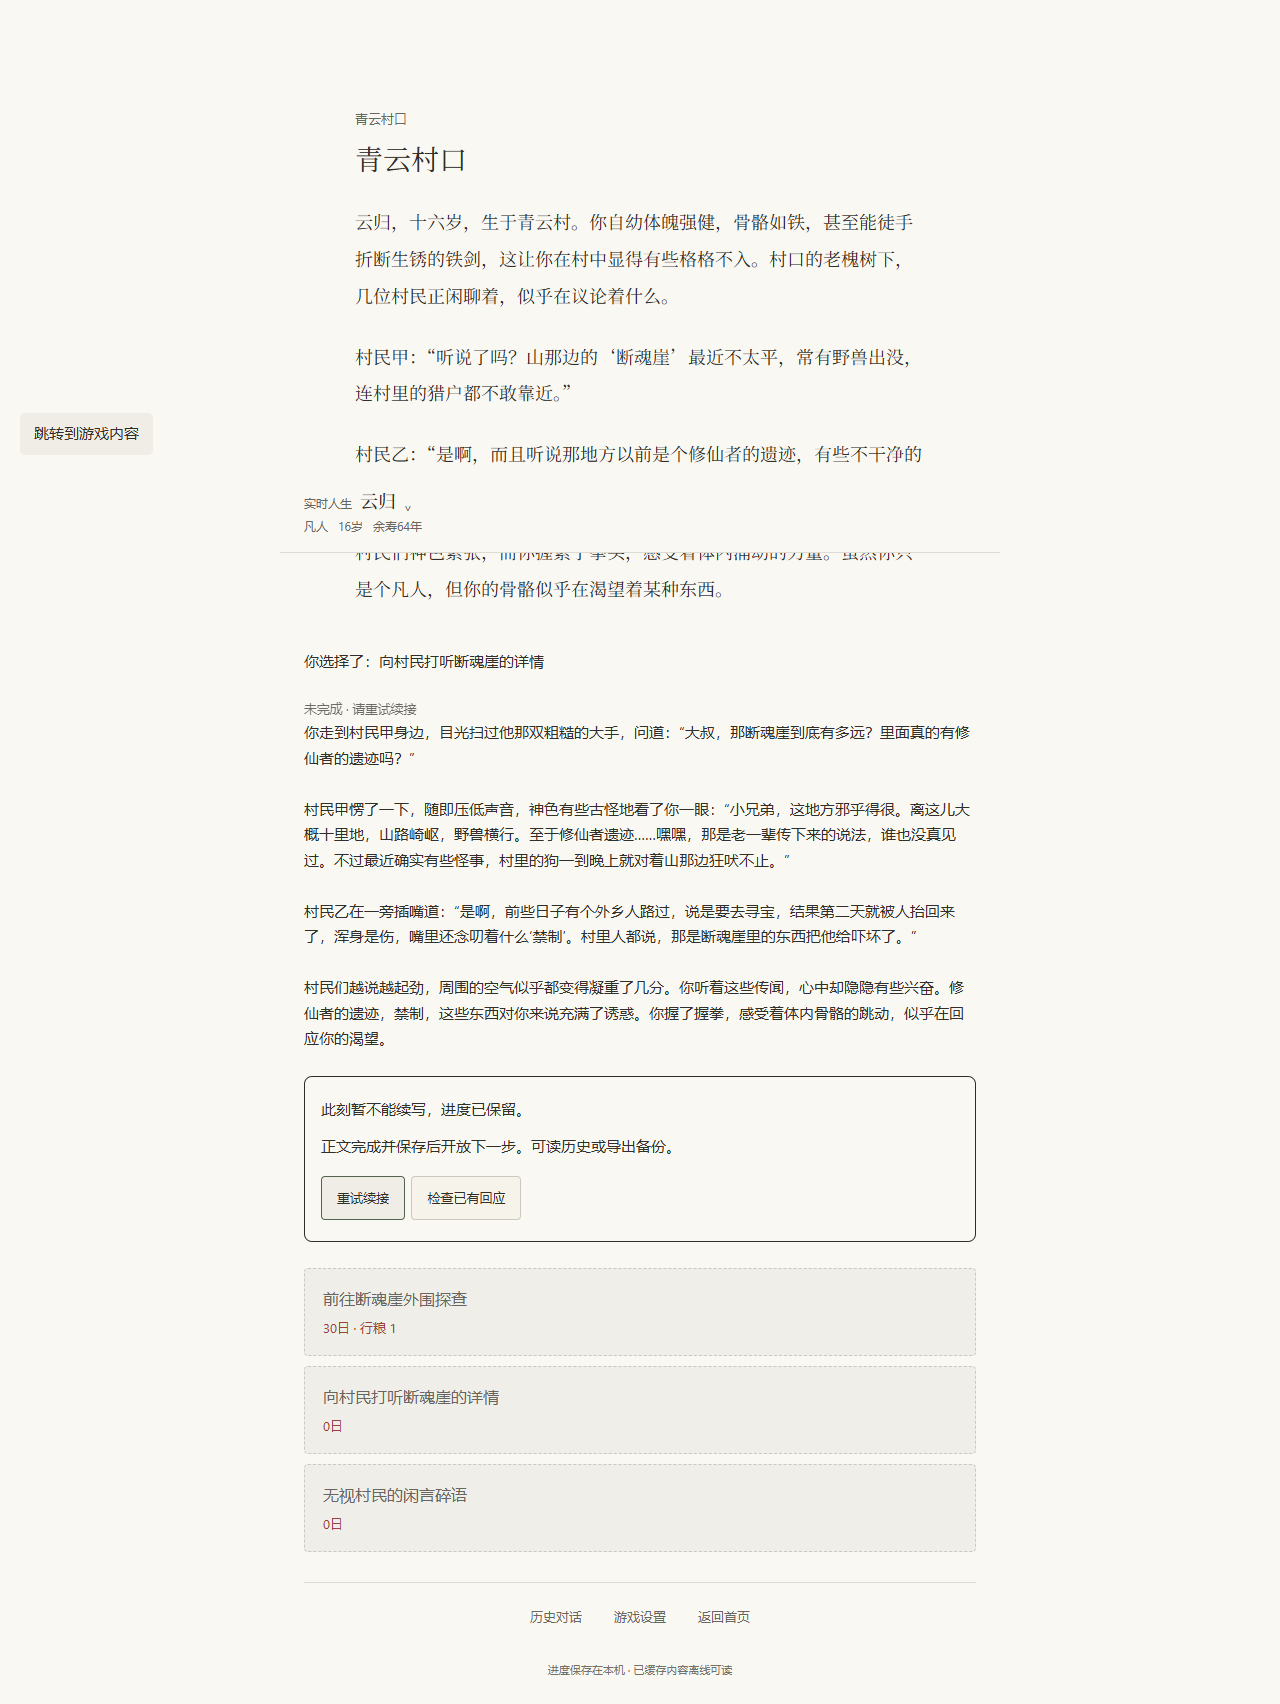 青云村口
青云村口
云归，十六岁，生于青云村。你自幼体魄强健，骨骼如铁，甚至能徒手
折断生锈的铁剑，这让你在村中显得有些格格不入。村口的老槐树下，
几位村民正闲聊着，似乎在议论着什么。
村民甲：“听说了吗？山那边的‘断魂崖’最近不太平，常有野兽出没，
连村里的猎户都不敢靠近。”
跳转到游戏内容
村民乙：“是啊，而且听说那地方以前是个修仙者的遗迹，有些不干净的
实时人生 云归 ˅
凡人 16岁 余寿64年
村民们神色紧张，而你握紧了拳头，感受着体内涌动的力量。虽然你只
是个凡人，但你的骨骼似乎在渴望着某种东西。
你选择了：向村民打听断魂崖的详情
未完成 · 请重试续接
你走到村民甲身边，目光扫过他那双粗糙的大手，问道：“大叔，那断魂崖到底有多远？里面真的有修
仙者的遗迹吗？”
村民甲愣了一下，随即压低声音，神色有些古怪地看了你一眼：“小兄弟，这地方邪乎得很。离这儿大
概十里地，山路崎岖，野兽横行。至于修仙者遗迹……嘿嘿，那是老一辈传下来的说法，谁也没真见
过。不过最近确实有些怪事，村里的狗一到晚上就对着山那边狂吠不止。”
村民乙在一旁插嘴道：“是啊，前些日子有个外乡人路过，说是要去寻宝，结果第二天就被人抬回来
了，浑身是伤，嘴里还念叨着什么‘禁制’。村里人都说，那是断魂崖里的东西把他给吓坏了。”
村民们越说越起劲，周围的空气似乎都变得凝重了几分。你听着这些传闻，心中却隐隐有些兴奋。修
仙者的遗迹，禁制，这些东西对你来说充满了诱惑。你握了握拳，感受着体内骨骼的跳动，似乎在回
应你的渴望。
此刻暂不能续写，进度已保留。
正文完成并保存后开放下一步。可读历史或导出备份。
重试续接 检查已有回应
前往断魂崖外围探查
30日 · 行粮 1
向村民打听断魂崖的详情
0日
无视村民的闲言碎语
0日
历史对话 游戏设置 返回首页
进度保存在本机 · 已缓存内容离线可读